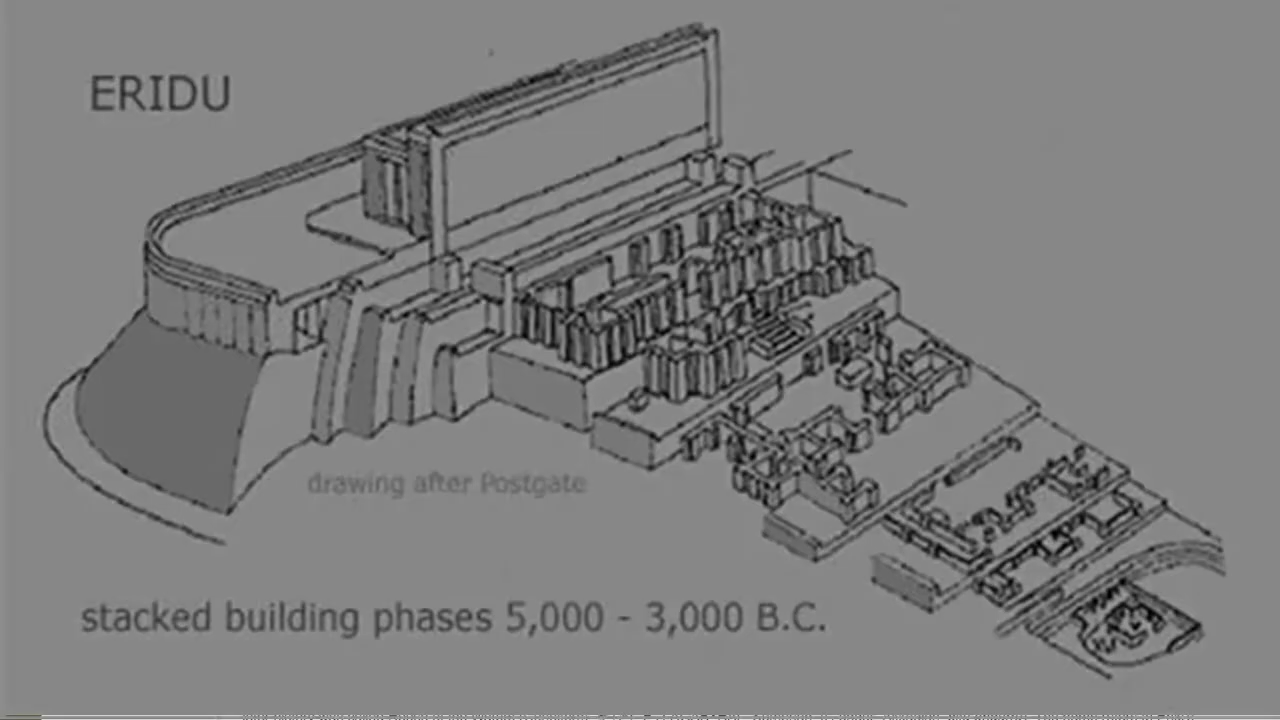 ERIDU
drawing after Postgate
stacked building phases 5,000 - 3,000 B.C.